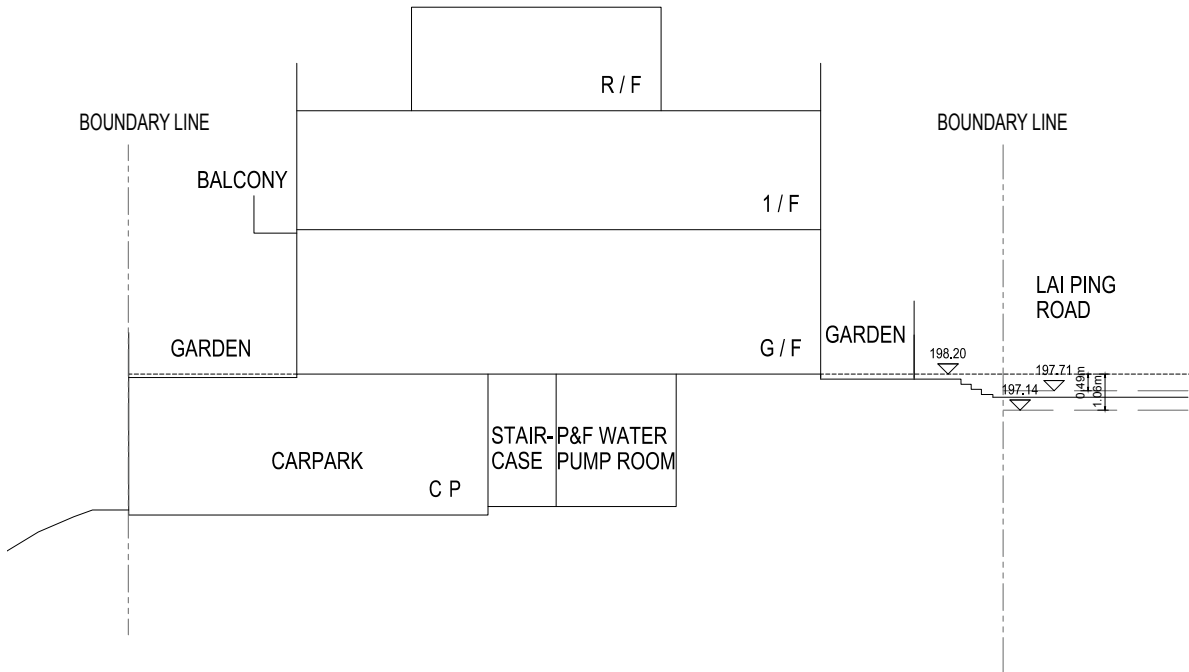 R / F
BOUNDARY LINE
BOUNDARY LINE
BALCONY
1 / F
LAI PING
ROAD
GARDEN
G / F
GARDEN
198.20
197.71
0.49m
1.06m
197.14
STAIR-
CASE
P&F WATER
PUMP ROOM
CARPARK
C P